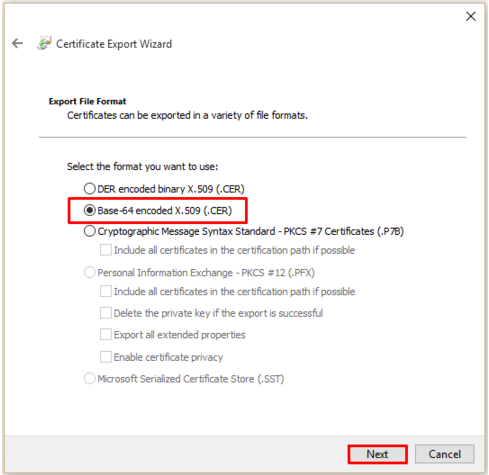 Certificate Export Wizard
Export File Format
Certificates can be exported in a variety of file formats.
Select the format you want to use:
DER encoded binary X.509 (.CER)
Base-64 encoded X.509 (.CER)
Cryptographic Message Syntax Standard - PKCS #7 Certificates (.P7B)
Include all certificates in the certification path if possible
Personal Information Exchange - PKCS #12 (.PFX)
Include all certificates in the certification path if possible
Delete the private key if the export is successful
Export all extended properties
Enable certificate privacy
Microsoft Serialized Certificate Store (.SST)
Next Cancel